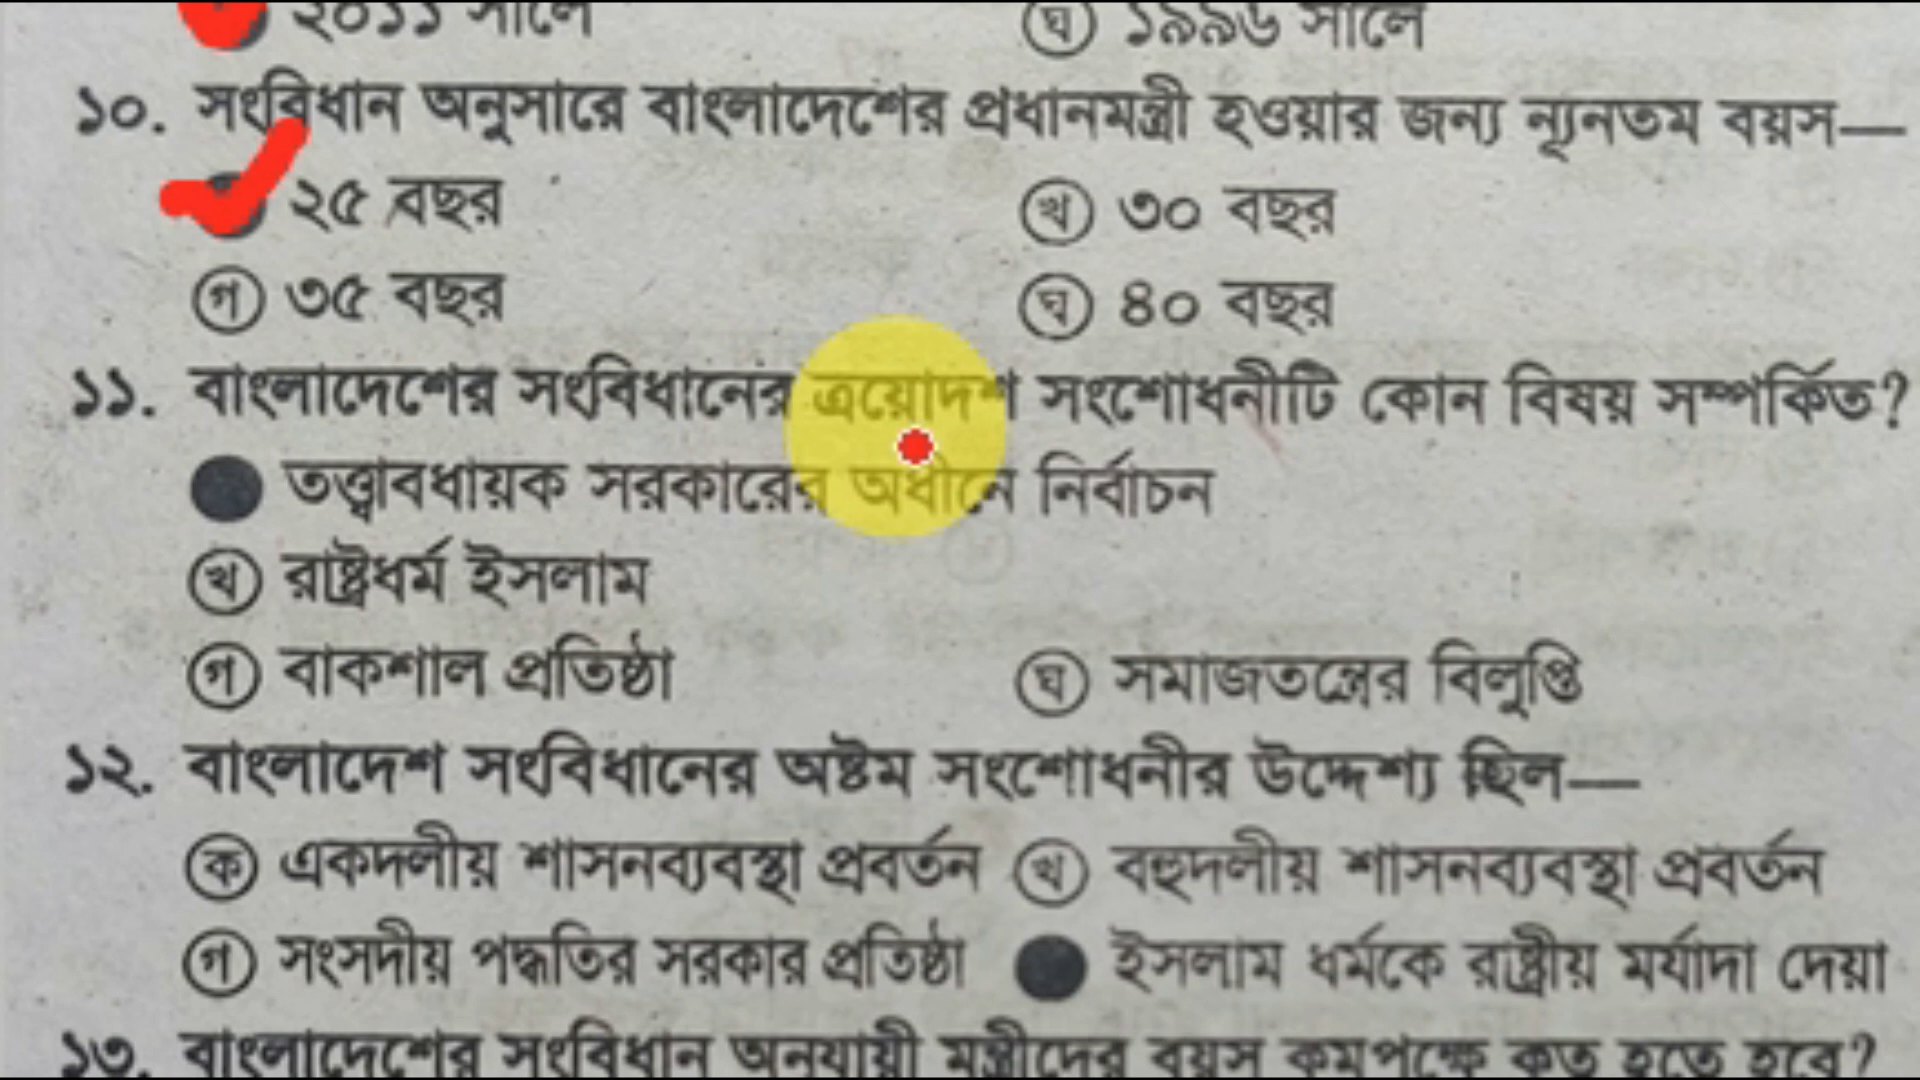 ২০১১ সালে ঘ ১৯৯৬ সালে
১০. সংবিধান অনুসারে বাংলাদেশের প্রধানমন্ত্রী হওয়ার জন্য ন্যূনতম বয়স—
২৫ বছর খ ৩০ বছর
গ ৩৫ বছর ঘ ৪০ বছর
১১. বাংলাদেশের সংবিধানের ত্রয়োদশ সংশোধনীটি কোন বিষয় সম্পর্কিত?
তত্ত্বাবধায়ক সরকারের অধীনে নির্বাচন
খ রাষ্ট্রধর্ম ইসলাম
গ বাকশাল প্রতিষ্ঠা ঘ সমাজতন্ত্রের বিলুপ্তি
১২. বাংলাদেশ সংবিধানের অষ্টম সংশোধনীর উদ্দেশ্য ছিল—
ক একদলীয় শাসনব্যবস্থা প্রবর্তন খ বহুদলীয় শাসনব্যবস্থা প্রবর্তন
গ সংসদীয় পদ্ধতির সরকার প্রতিষ্ঠা ইসলাম ধর্মকে রাষ্ট্রীয় মর্যাদা দেয়া
১৩. বাংলাদেশের সংবিধান অনুযায়ী মন্ত্রীদের বয়স কমপক্ষে কত হতে হবে?